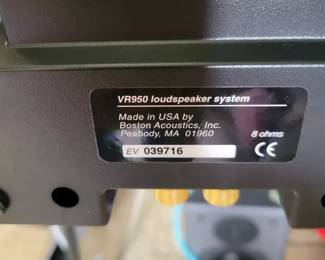 VR950 loudspeaker system
Made in USA by
Boston Acoustics, Inc.
Peabody, MA 01960
8 ohms
EV 039716
CE